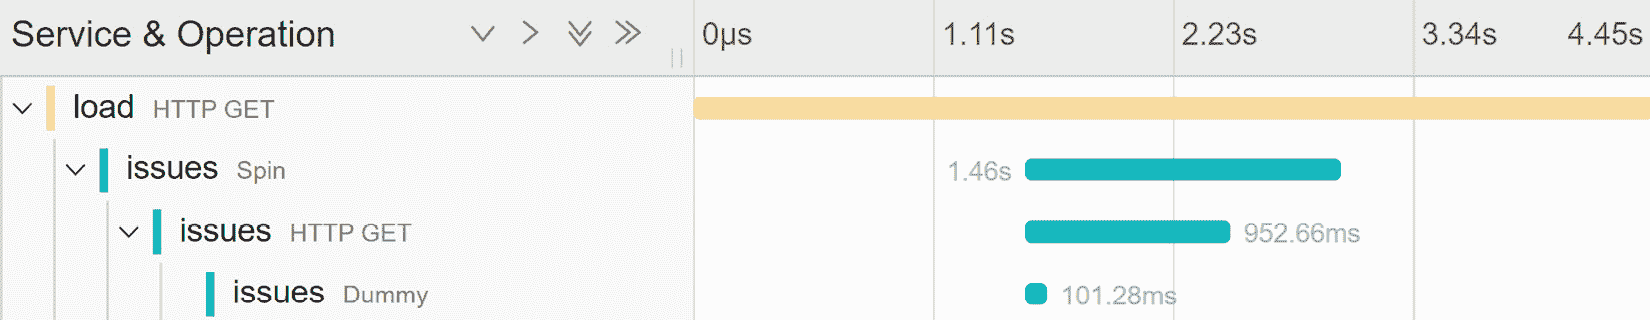 Service & Operation 0μs 1.11s 2.23s 3.34s 4.45s
load HTTP GET
issues Spin 1.46s
issues HTTP GET 952.66ms
issues Dummy 101.28ms